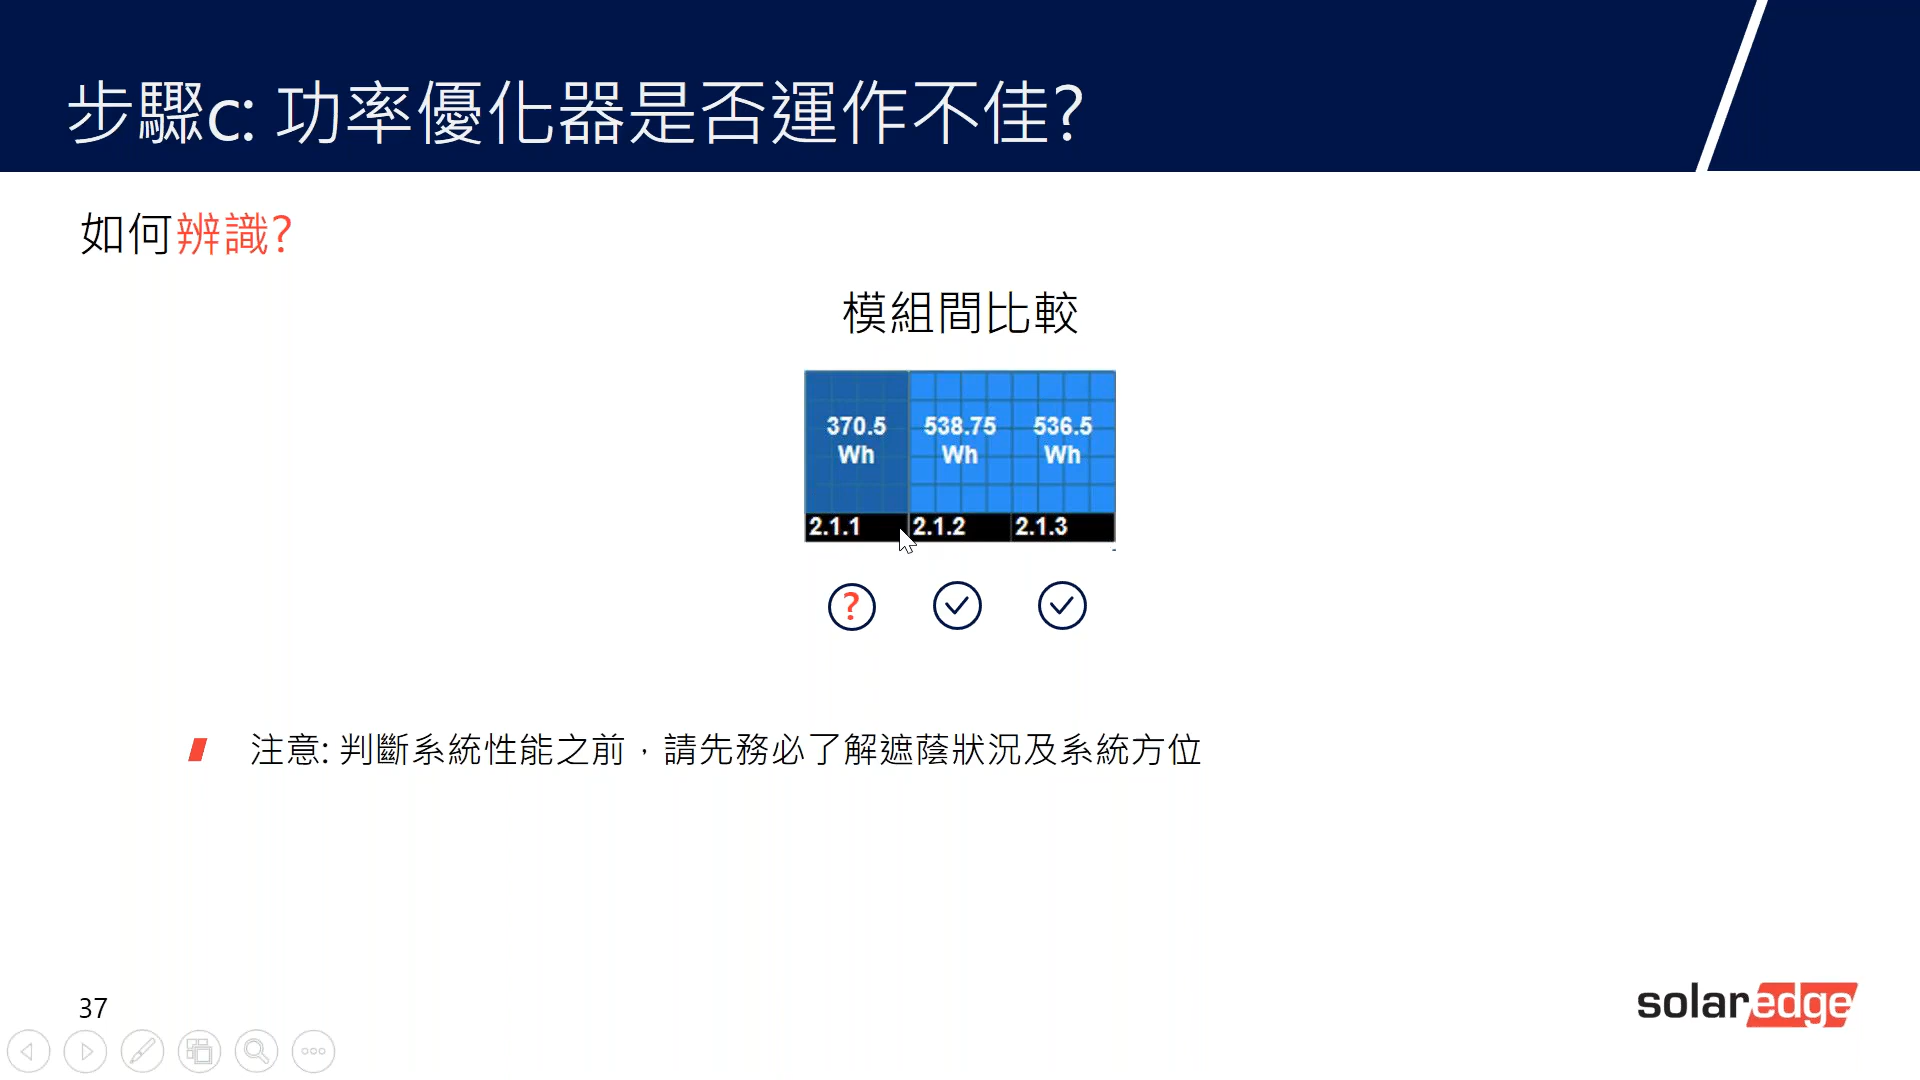 步驟c: 功率優化器是否運作不佳?
如何辨識?
模組間比較
370.5 538.75 536.5
Wh Wh Wh
2.1.1 2.1.2 2.1.3
?
注意: 判斷系統性能之前，請先務必了解遮蔭狀況及系統方位
37
solaredge